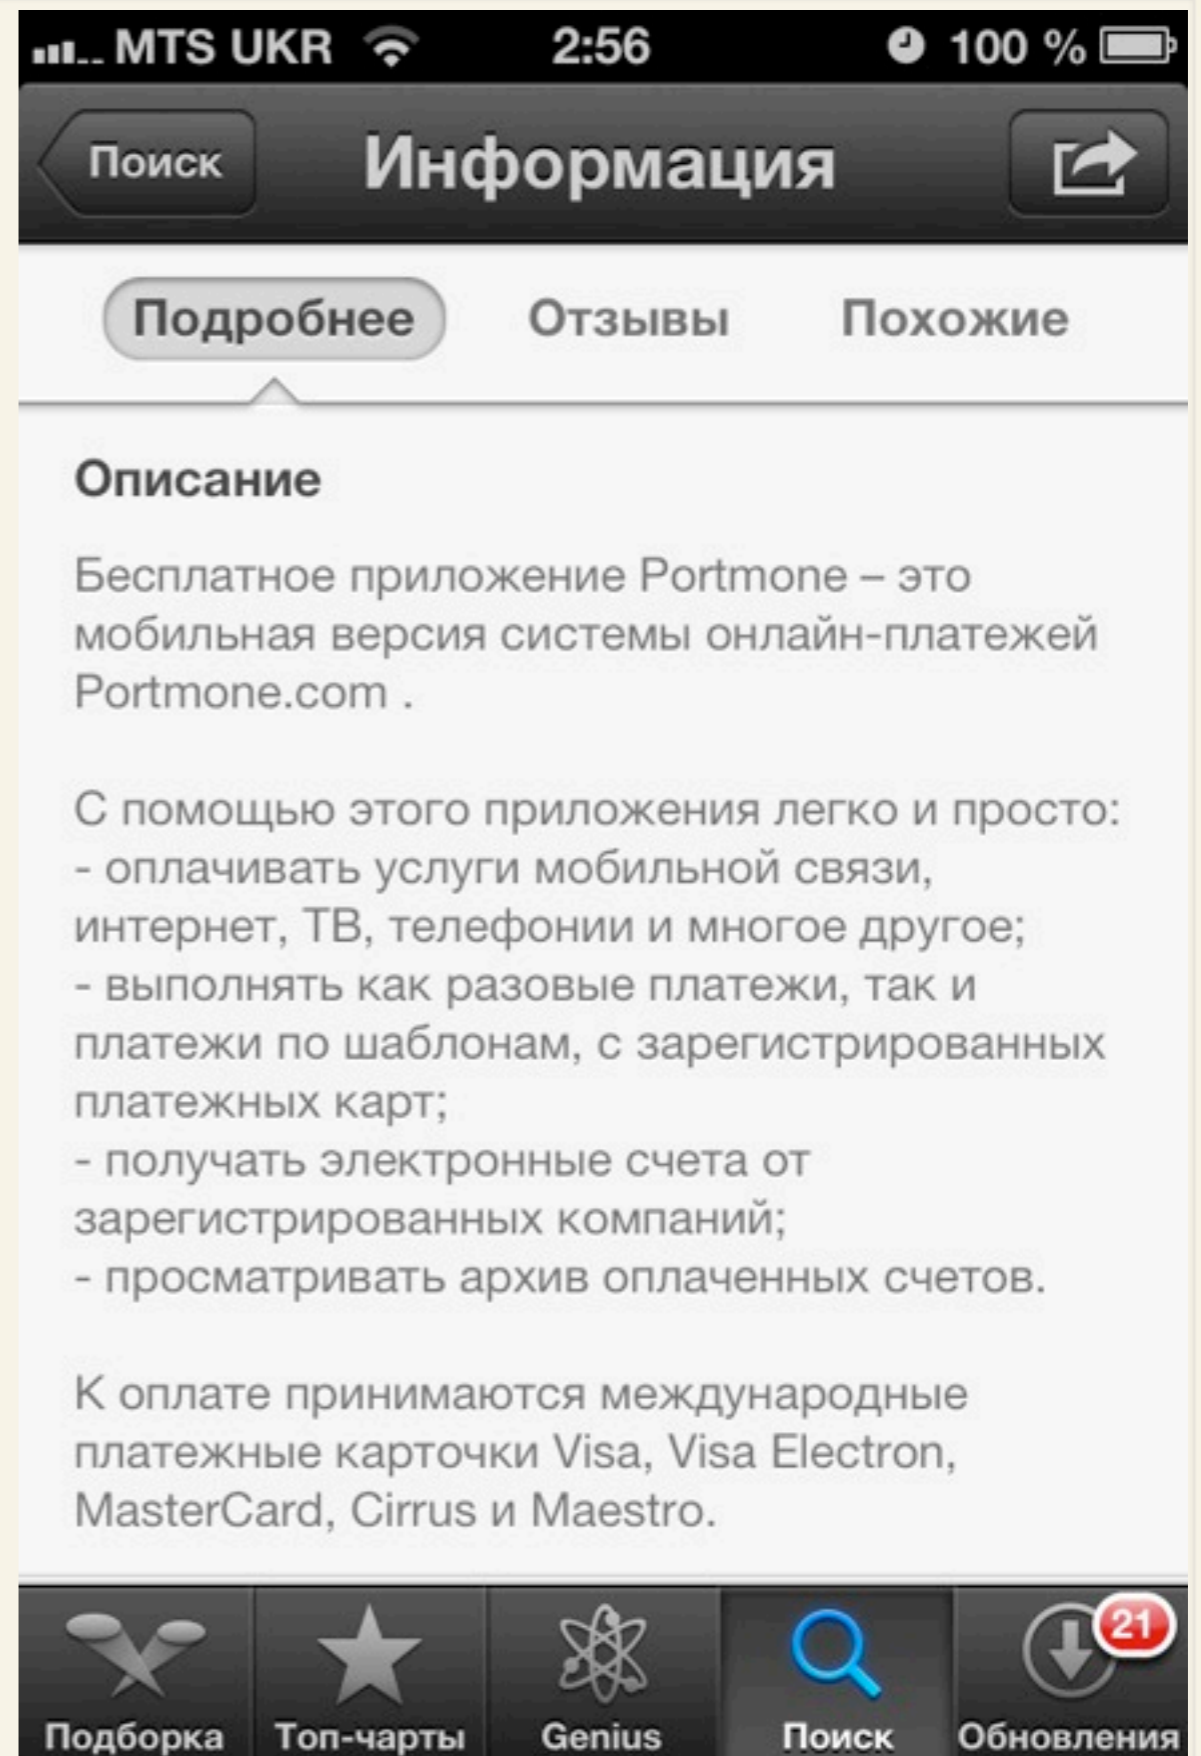 MTS UKR 2:56 100 %
Поиск Информация
Подробнее Отзывы Похожие
Описание
Бесплатное приложение Portmone – это
мобильная версия системы онлайн-платежей
Portmone.com .
С помощью этого приложения легко и просто:
- оплачивать услуги мобильной связи,
интернет, ТВ, телефонии и многое другое;
- выполнять как разовые платежи, так и
платежи по шаблонам, с зарегистрированных
платежных карт;
- получать электронные счета от
зарегистрированных компаний;
- просматривать архив оплаченных счетов.
К оплате принимаются международные
платежные карточки Visa, Visa Electron,
MasterCard, Cirrus и Maestro.
21
Подборка Топ-чарты Genius Поиск Обновления